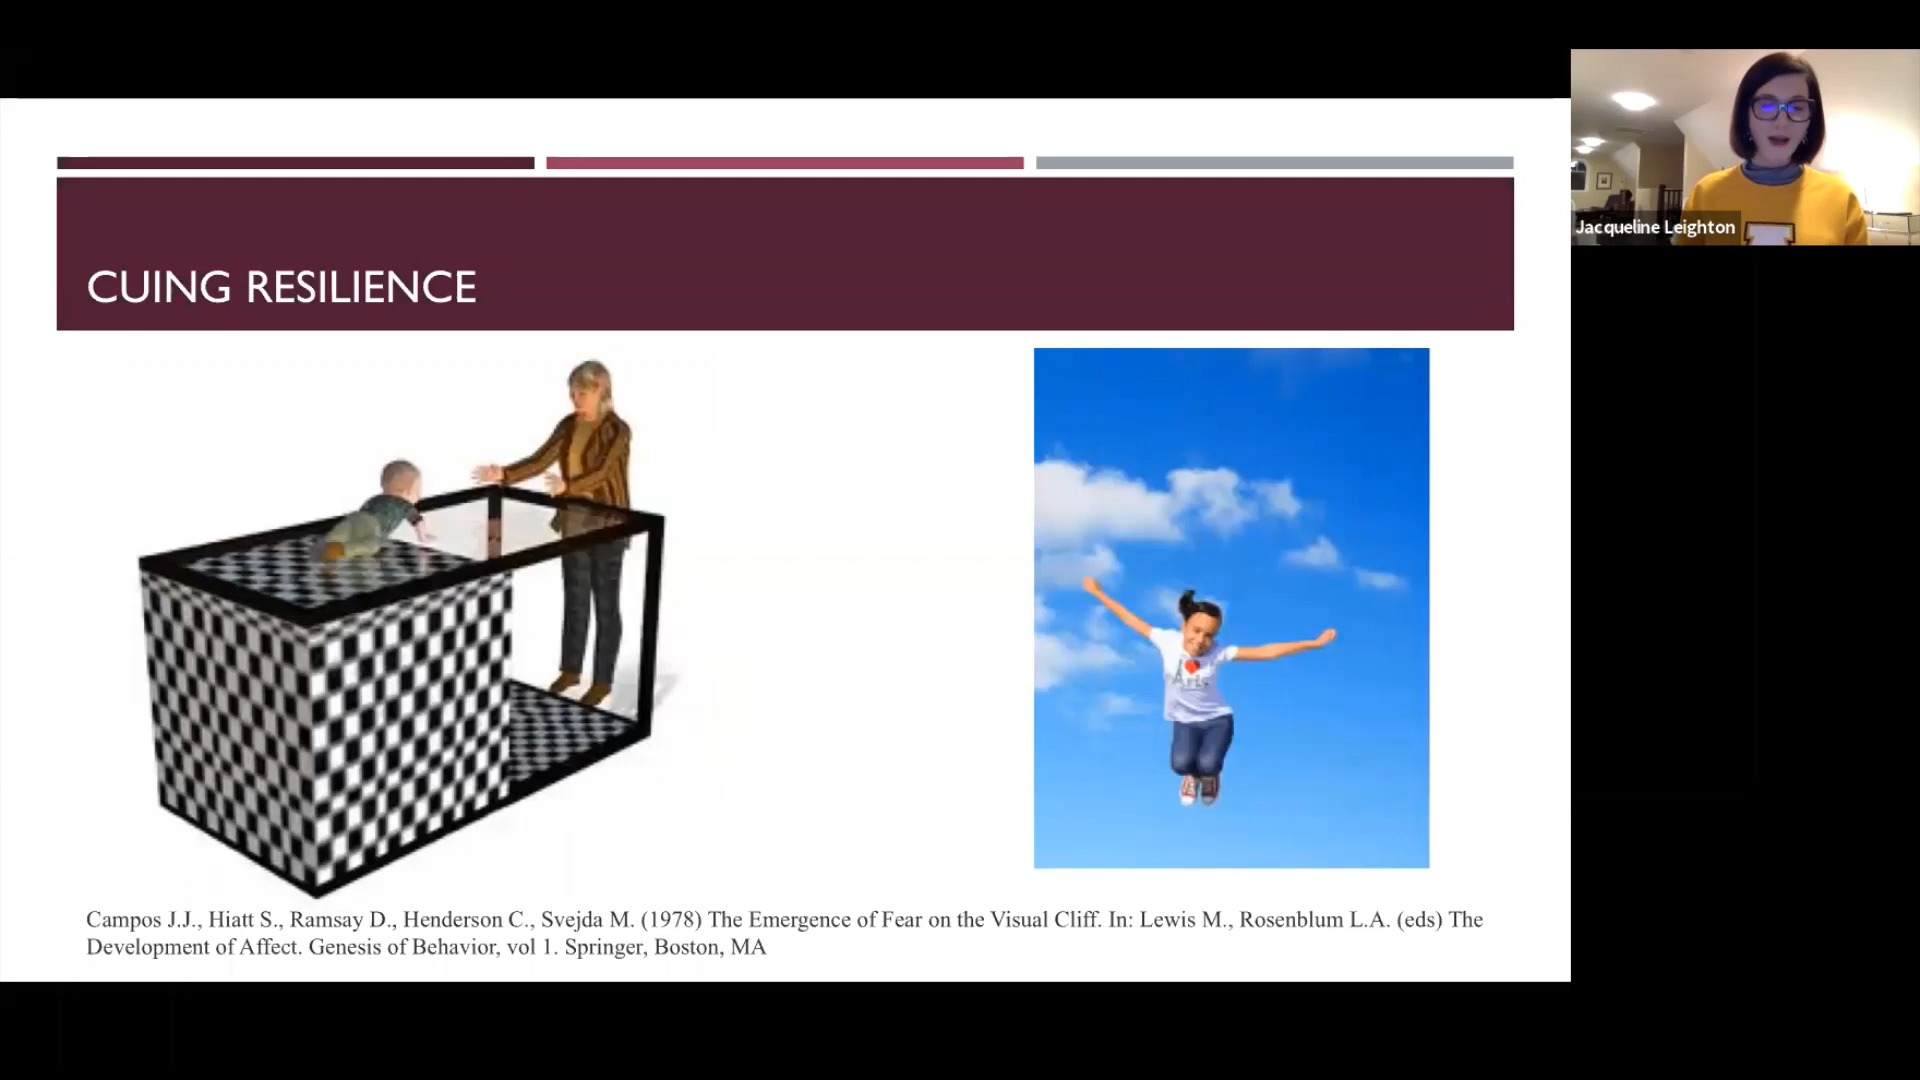 Jacqueline Leighton
CUING RESILIENCE
Campos J.J., Hiatt S., Ramsay D., Henderson C., Svejda M. (1978) The Emergence of Fear on the Visual Cliff. In: Lewis M., Rosenblum L.A. (eds) The
Development of Affect. Genesis of Behavior, vol 1. Springer, Boston, MA